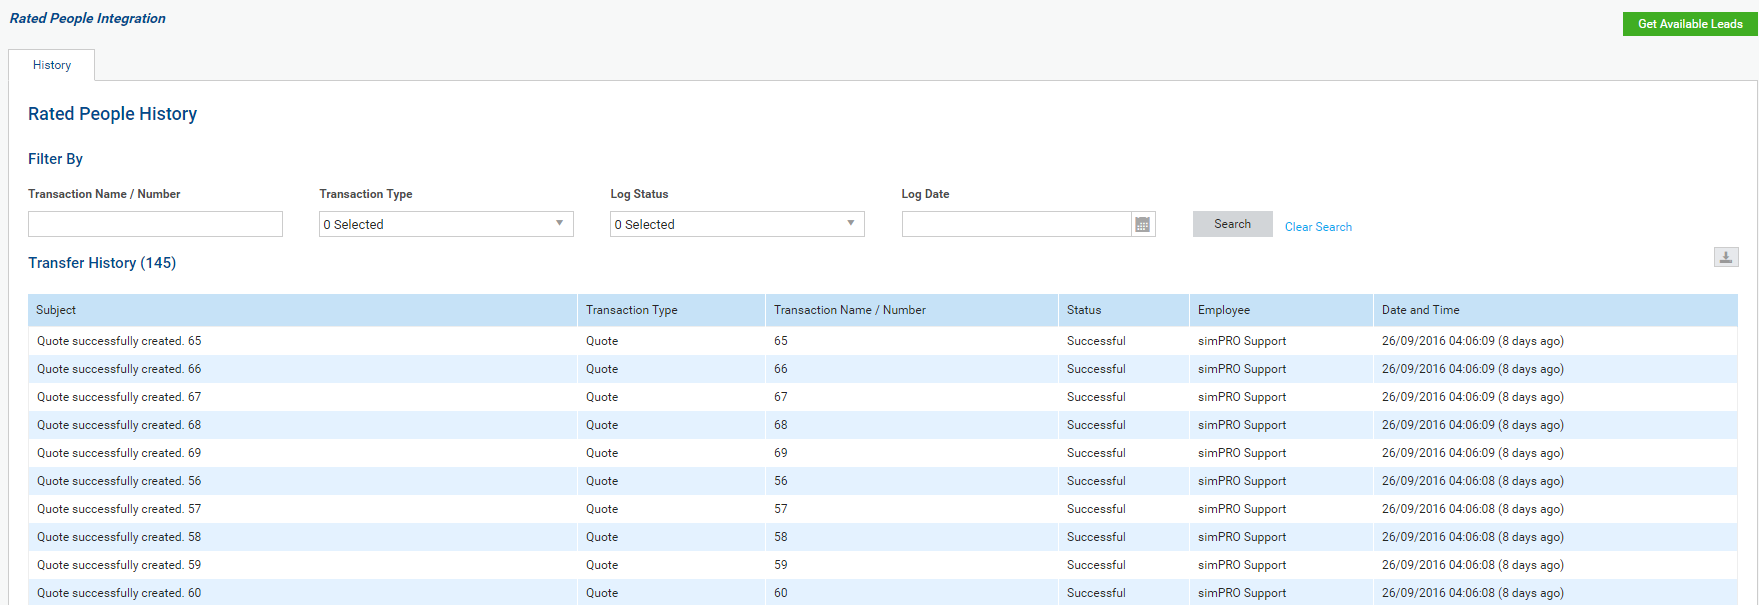 Rated People Integration
Get Available Leads
History
Rated People History
Filter By
Transaction Name / Number Transaction Type Log Status Log Date
0 Selected 0 Selected Search Clear Search
Transfer History (145)
Subject Transaction Type Transaction Name / Number Status Employee Date and Time
Quote successfully created. 65 Quote 65 Successful simPRO Support 26/09/2016 04:06:09 (8 days ago)
Quote successfully created. 66 Quote 66 Successful simPRO Support 26/09/2016 04:06:09 (8 days ago)
Quote successfully created. 67 Quote 67 Successful simPRO Support 26/09/2016 04:06:09 (8 days ago)
Quote successfully created. 68 Quote 68 Successful simPRO Support 26/09/2016 04:06:09 (8 days ago)
Quote successfully created. 69 Quote 69 Successful simPRO Support 26/09/2016 04:06:09 (8 days ago)
Quote successfully created. 56 Quote 56 Successful simPRO Support 26/09/2016 04:06:08 (8 days ago)
Quote successfully created. 57 Quote 57 Successful simPRO Support 26/09/2016 04:06:08 (8 days ago)
Quote successfully created. 58 Quote 58 Successful simPRO Support 26/09/2016 04:06:08 (8 days ago)
Quote successfully created. 59 Quote 59 Successful simPRO Support 26/09/2016 04:06:08 (8 days ago)
Quote successfully created. 60 Quote 60 Successful simPRO Support 26/09/2016 04:06:08 (8 days ago)